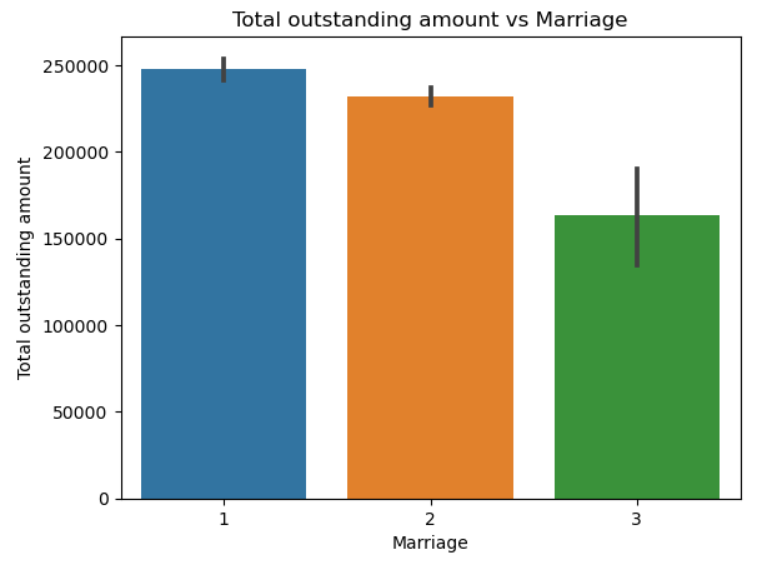 Total outstanding amount vs Marriage
Total outstanding amount
250000
200000
150000
100000
50000
0
1 2 3
Marriage